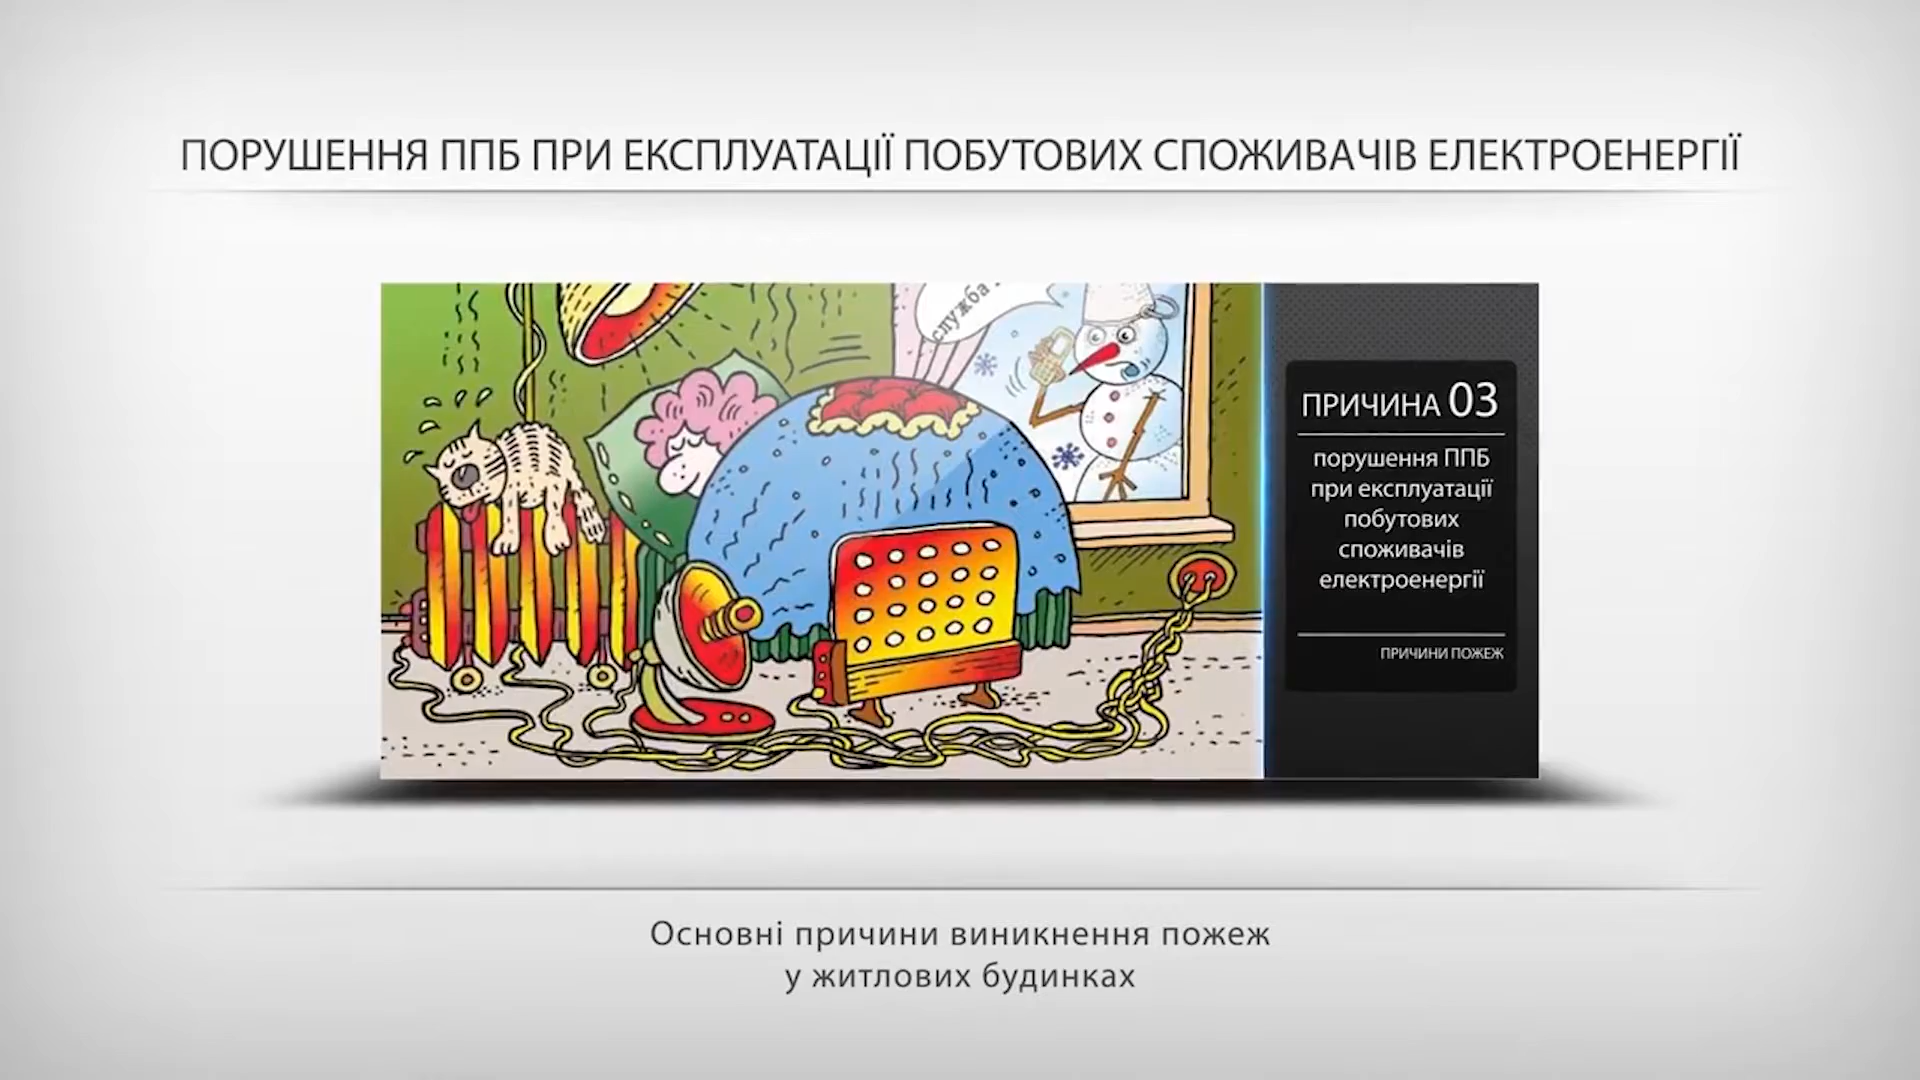 ПОРУШЕННЯ ППБ ПРИ ЕКСПЛУАТАЦІЇ ПОБУТОВИХ СПОЖИВАЧІВ ЕЛЕКТРОЕНЕРГІЇ
служба
ПРИЧИНА 03
порушення ППБ
при експлуатації
побутових
споживачів
електроенергії
ПРИЧИНИ ПОЖЕЖ
Основні причини виникнення пожеж
у житлових будинках